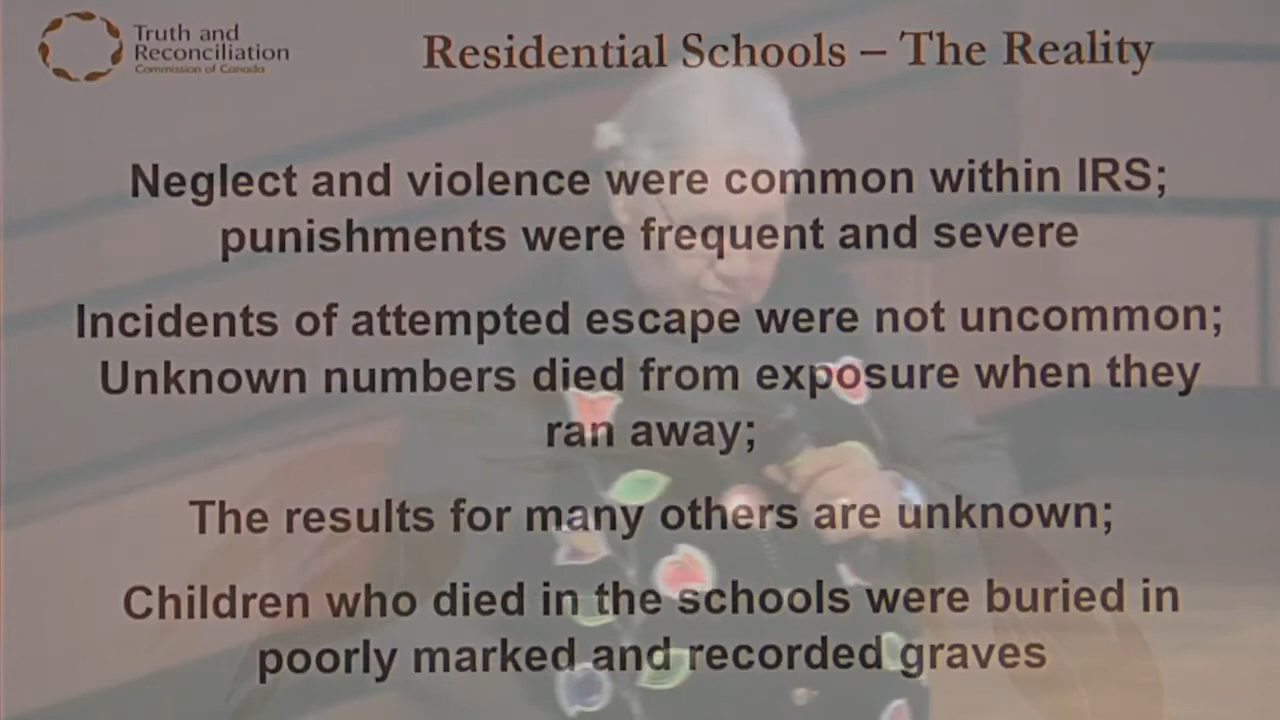 Truth and
Reconciliation
Commission of Canada
Residential Schools – The Reality
Neglect and violence were common within IRS;
punishments were frequent and severe
Incidents of attempted escape were not uncommon;
Unknown numbers died from exposure when they
ran away;
The results for many others are unknown;
Children who died in the schools were buried in
poorly marked and recorded graves